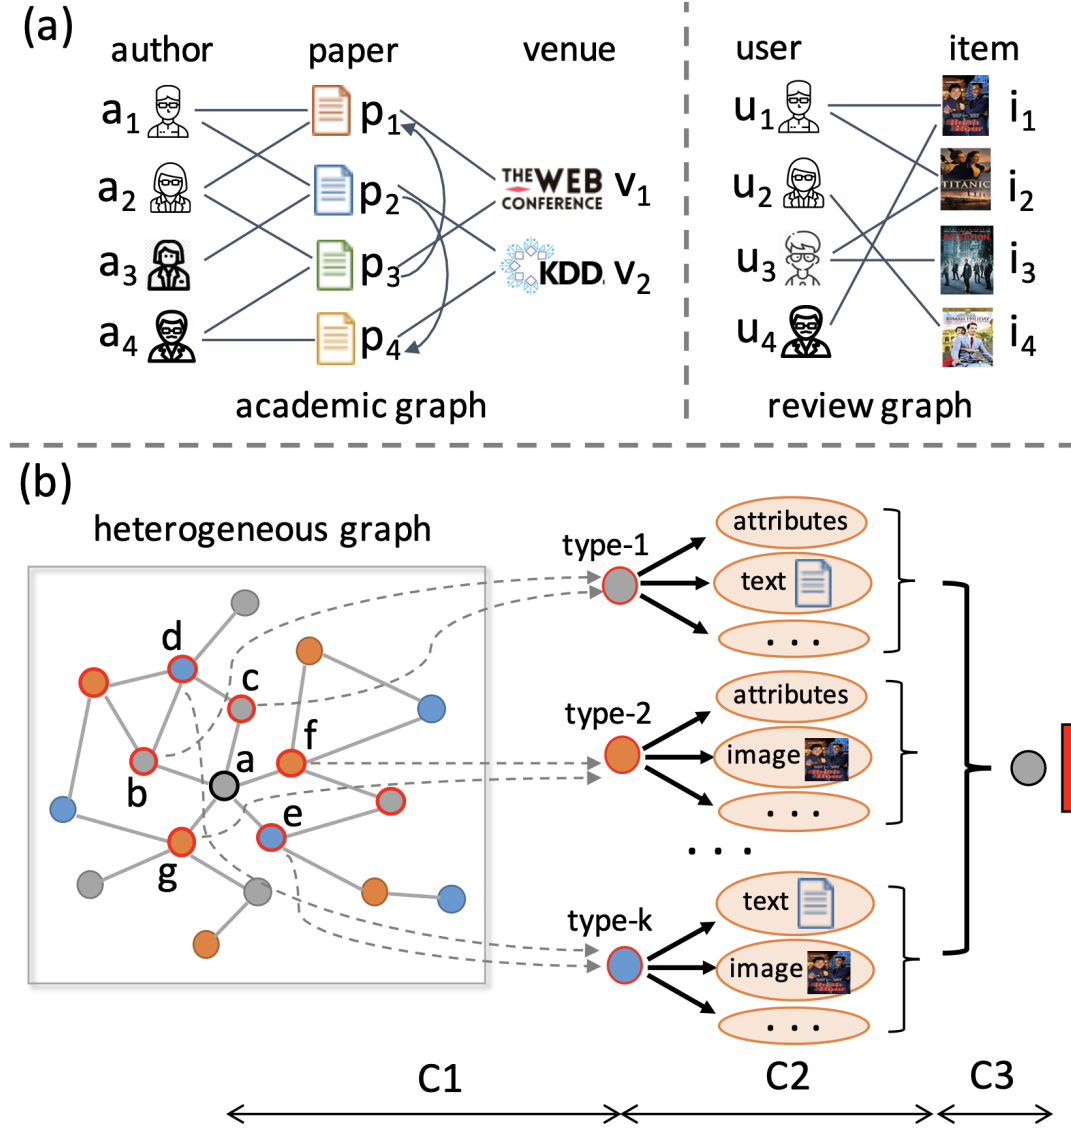 (a)
author paper venue
user item
a1 p1
a2 p2
a3 p3
a4 p4
THE WEB
CONFERENCE v1
KDD v2
academic graph
u1 i1
u2 TITANIC i2
u3 i3
u4 i4
review graph
(b)
heterogeneous graph
d
c
f
a
b
e
g
type-1
attributes
text
. . .
type-2
attributes
image
. . .
. . .
type-k
text
image
. . .
C1 C2 C3